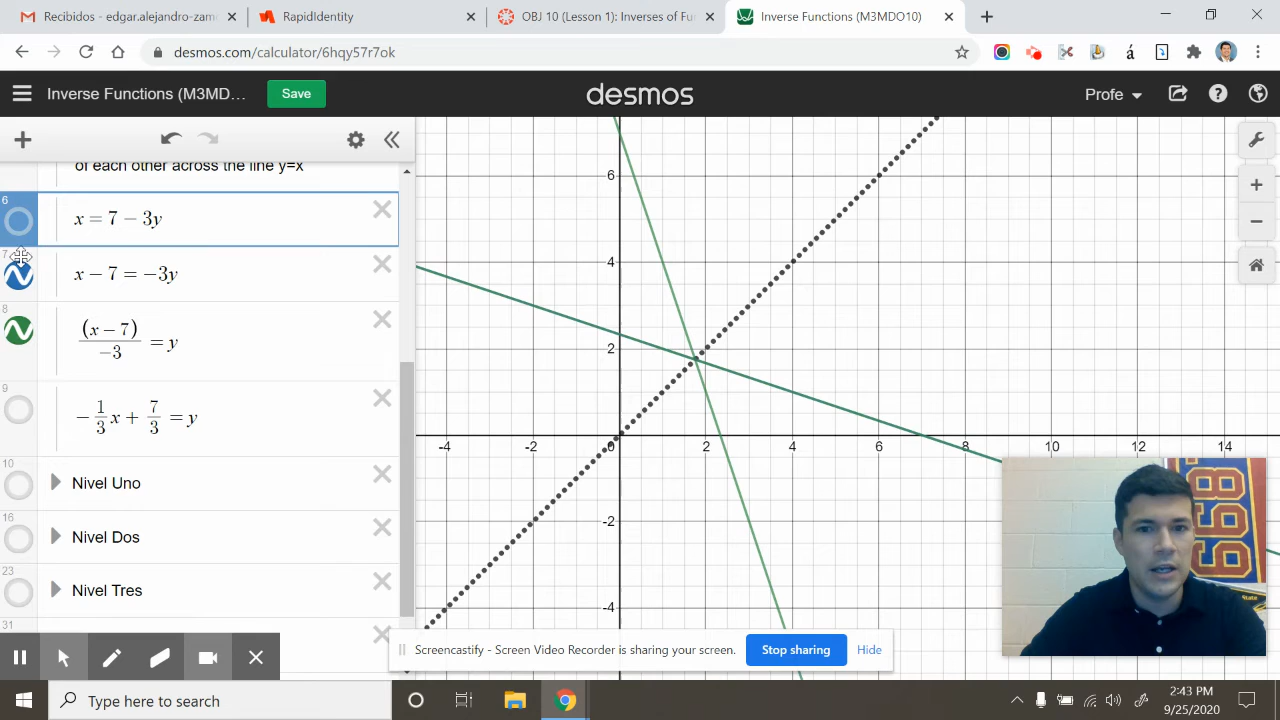 Recibidos - edgar.alejandro-zam
RapidIdentity
OBJ 10 (Lesson 1): Inverses of Fu
Inverse Functions (M3MDO10)
desmos.com/calculator/6hqy57r7ok
Inverse Functions (M3MD...
Save
desmos
Profe
of each other across the line y=x
6
x = 7 − 3y
7
x − 7 = −3y
8
(x − 7)/−3 = y
9
−1/3 x + 7/3 = y
10
Nivel Uno
16
Nivel Dos
23
Nivel Tres
31
6
4
2
0
-2
-4
-4 -2 2 4 6 8 10 12 14
Screencastify - Screen Video Recorder is sharing your screen.
Stop sharing
Hide
State
Type here to search
2:43 PM
9/25/2020